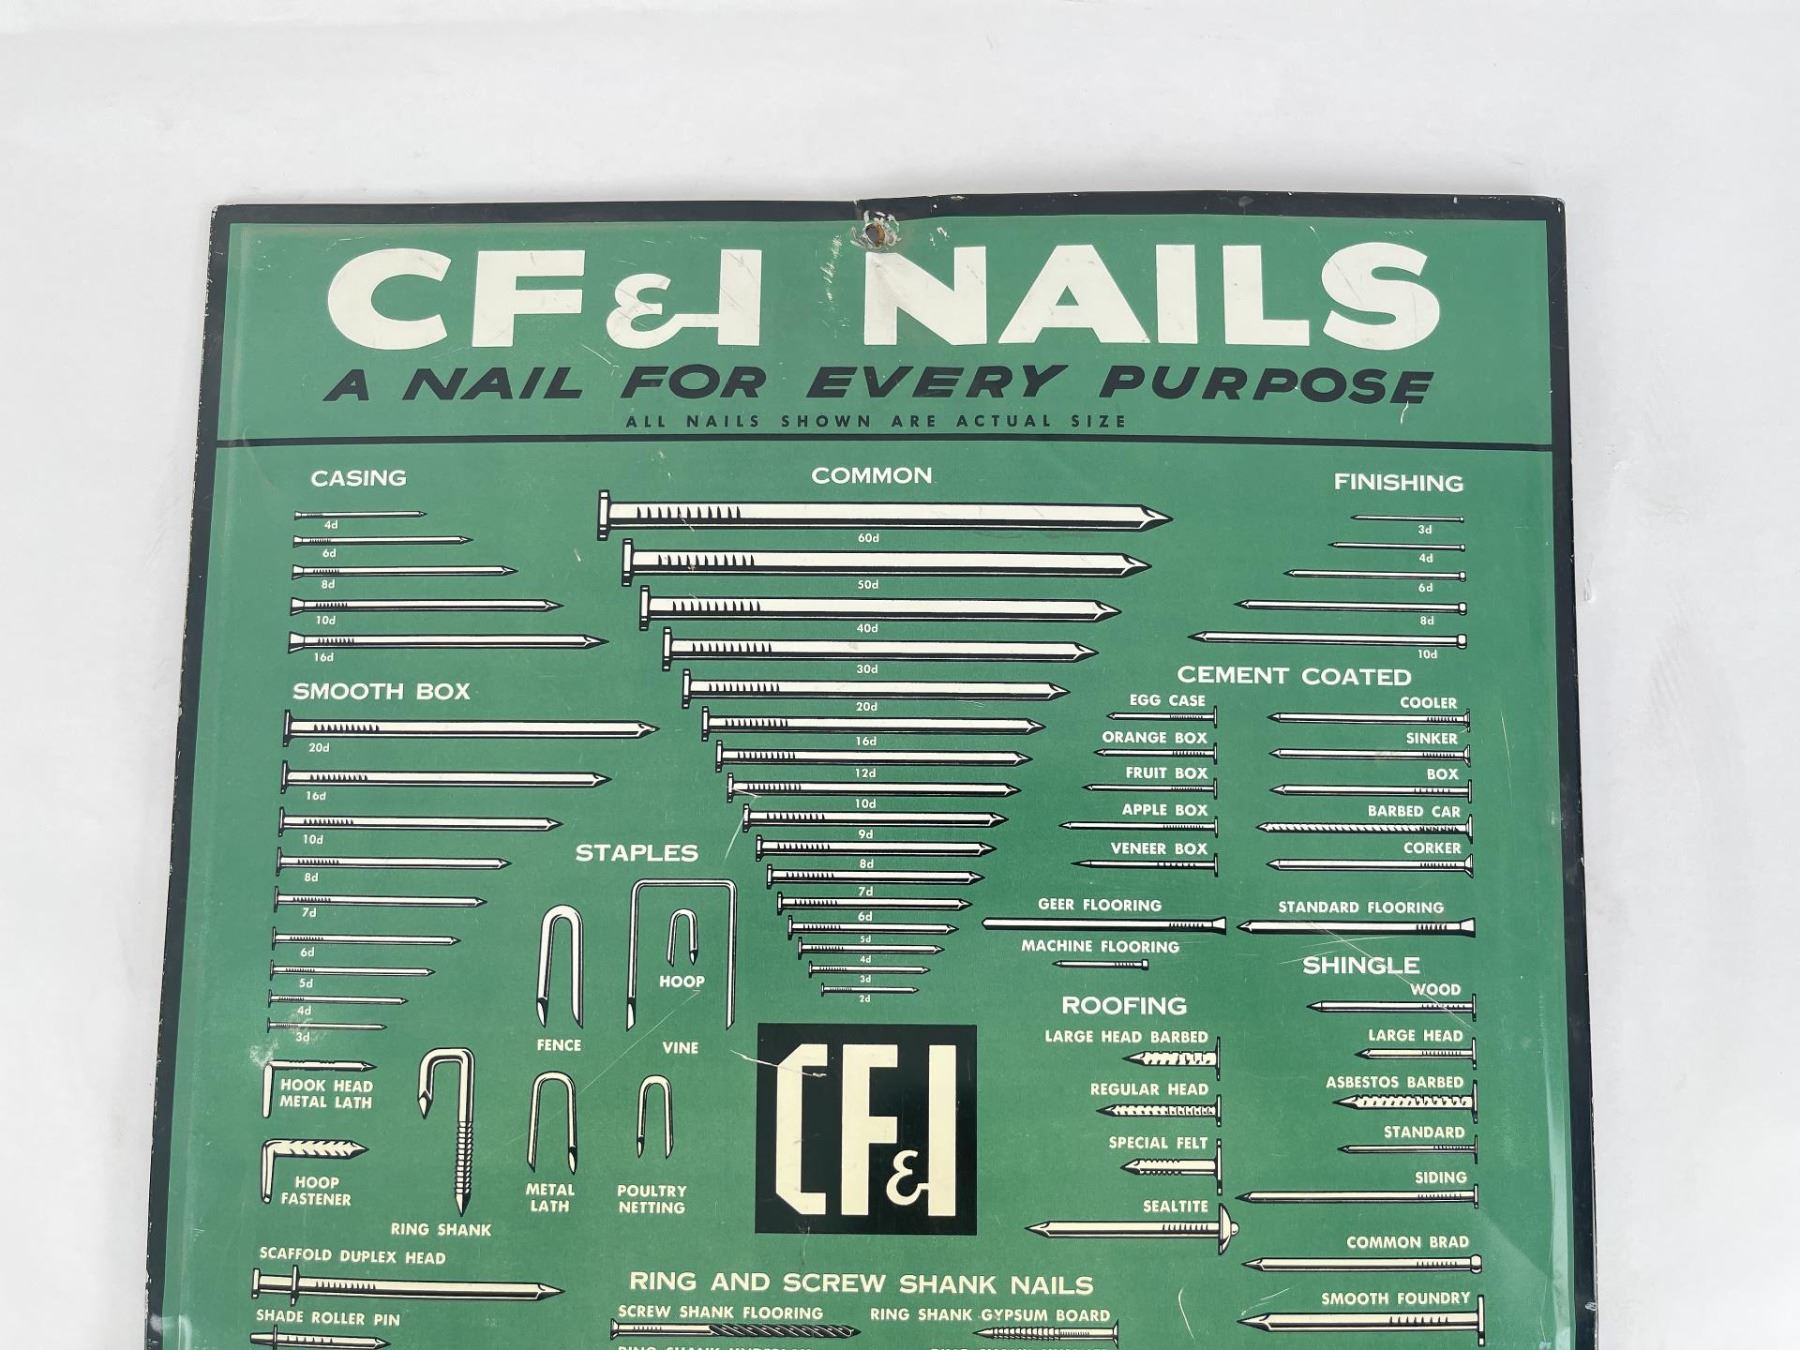 CF&I NAILS
A NAIL FOR EVERY PURPOSE
ALL NAILS SHOWN ARE ACTUAL SIZE
CASING
4d
6d
8d
10d
16d
SMOOTH BOX
20d
16d
10d
8d
7d
6d
5d
4d
3d
HOOK HEAD
METAL LATH
HOOP
FASTENER
RING SHANK
STAPLES
FENCE
HOOP
VINE
METAL
LATH
POULTRY
NETTING
COMMON
60d
50d
40d
30d
20d
16d
12d
10d
9d
8d
7d
6d
5d
4d
3d
2d
CF&I
FINISHING
3d
4d
6d
8d
10d
CEMENT COATED
EGG CASE
ORANGE BOX
FRUIT BOX
APPLE BOX
VENEER BOX
COOLER
SINKER
BOX
BARBED CAR
CORKER
GEER FLOORING
STANDARD FLOORING
MACHINE FLOORING
ROOFING
LARGE HEAD BARBED
REGULAR HEAD
SPECIAL FELT
SEALTITE
SHINGLE
WOOD
LARGE HEAD
ASBESTOS BARBED
STANDARD
SIDING
COMMON BRAD
SMOOTH FOUNDRY
SCAFFOLD DUPLEX HEAD
SHADE ROLLER PIN
RING AND SCREW SHANK NAILS
SCREW SHANK FLOORING
RING SHANK GYPSUM BOARD